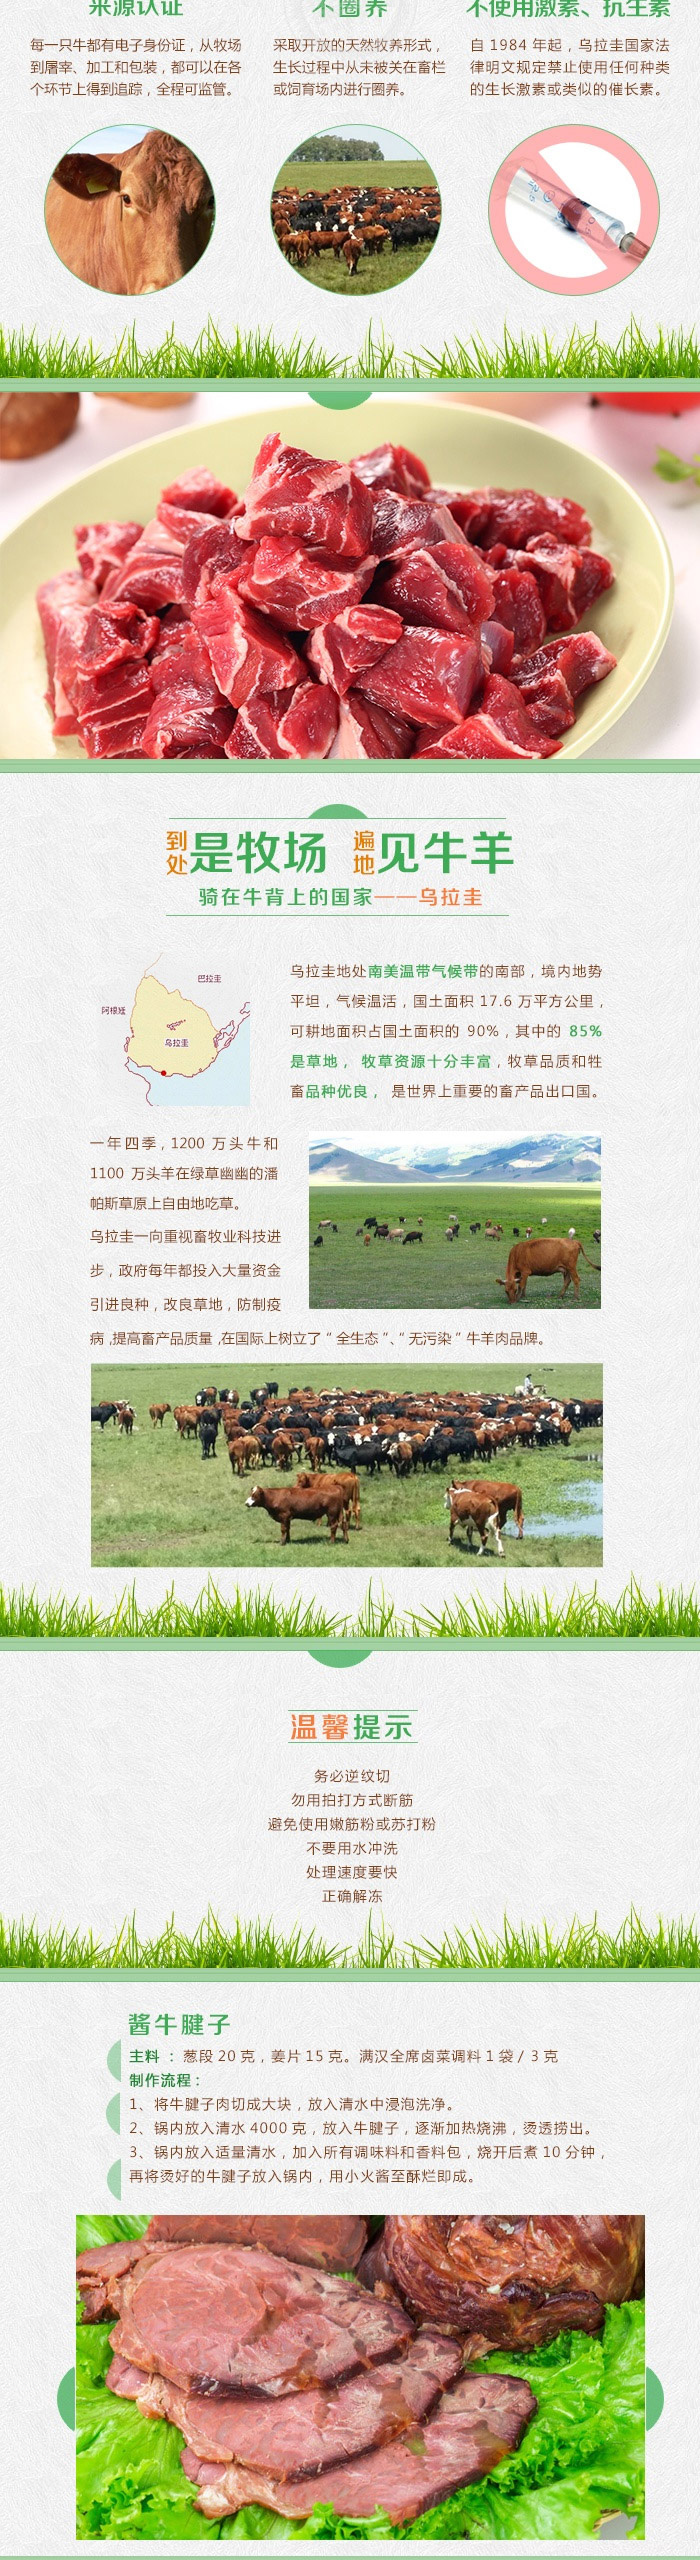 来源认证
不圈养
不使用激素、抗生素
每一只牛都有电子身份证，从牧场
到屠宰、加工和包装，都可以在各
个环节上得到追踪，全程可监管。
采取开放的天然牧养形式，
生长过程中从未被关在畜栏
或饲育场内进行圈养。
自 1984 年起，乌拉圭国家法
律明文规定禁止使用任何种类
的生长激素或类似的催长素。
到处是牧场 遍地见牛羊
骑在牛背上的国家——乌拉圭
巴拉圭
阿根廷
乌拉圭
乌拉圭地处南美温带气候带的南部，境内地势
平坦，气候温活，国土面积 17.6 万平方公里，
可耕地面积占国土面积的 90%，其中的 85%
是草地， 牧草资源十分丰富，牧草品质和牲
畜品种优良， 是世界上重要的畜产品出口国。
一年四季，1200 万头牛和
1100 万头羊在绿草幽幽的潘
帕斯草原上自由地吃草。
乌拉圭一向重视畜牧业科技进
步，政府每年都投入大量资金
引进良种，改良草地，防制疫
病 ,提高畜产品质量 ,在国际上树立了 “ 全生态 ”、“ 无污染 ” 牛羊肉品牌。
温馨提示
务必逆纹切
勿用拍打方式断筋
避免使用嫩筋粉或苏打粉
不要用水冲洗
处理速度要快
正确解冻
酱牛腱子
主料 ：葱段 20 克，姜片 15 克。满汉全席卤菜调料 1 袋 / 3 克
制作流程：
1、将牛腱子肉切成大块，放入清水中浸泡洗净。
2、锅内放入清水 4000 克，放入牛腱子，逐渐加热烧沸，烫透捞出。
3、锅内放入适量清水，加入所有调味料和香料包，烧开后煮 10 分钟，
再将烫好的牛腱子放入锅内，用小火酱至酥烂即成。